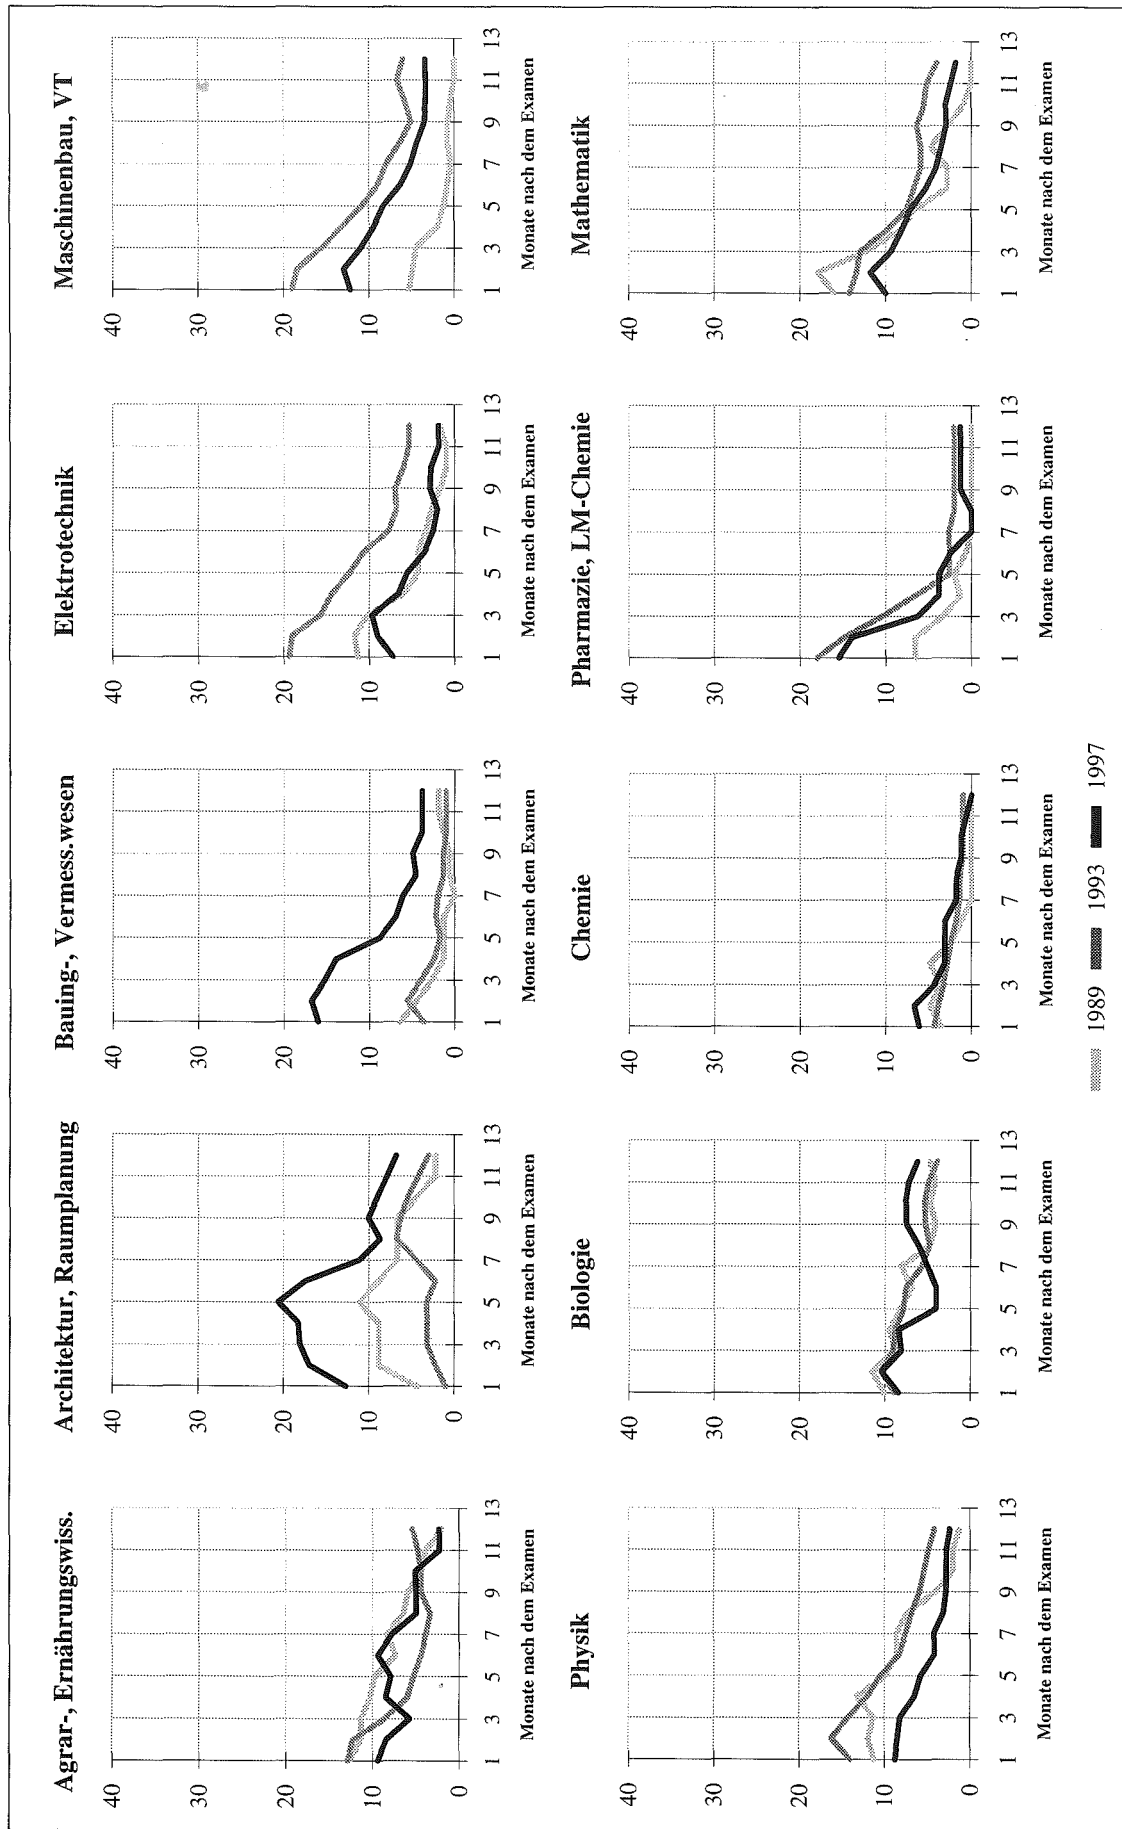 Agrar-, Ernährungswiss.
40
30
20
10
0
1 3 5 7 9 11 13
Monate nach dem Examen
Architektur, Raumplanung
40
30
20
10
0
1 3 5 7 9 11 13
Monate nach dem Examen
Bauing-, Vermess.wesen
40
30
20
10
0
1 3 5 7 9 11 13
Monate nach dem Examen
Elektrotechnik
40
30
20
10
0
1 3 5 7 9 11 13
Monate nach dem Examen
Maschinenbau, VT
40
30
20
10
0
1 3 5 7 9 11 13
Monate nach dem Examen
Physik
40
30
20
10
0
1 3 5 7 9 11 13
Monate nach dem Examen
Biologie
40
30
20
10
0
1 3 5 7 9 11 13
Monate nach dem Examen
Chemie
40
30
20
10
0
1 3 5 7 9 11 13
Monate nach dem Examen
Pharmazie, LM-Chemie
40
30
20
10
0
1 3 5 7 9 11 13
Monate nach dem Examen
Mathematik
40
30
20
10
0
1 3 5 7 9 11 13
Monate nach dem Examen
1989 1993 1997